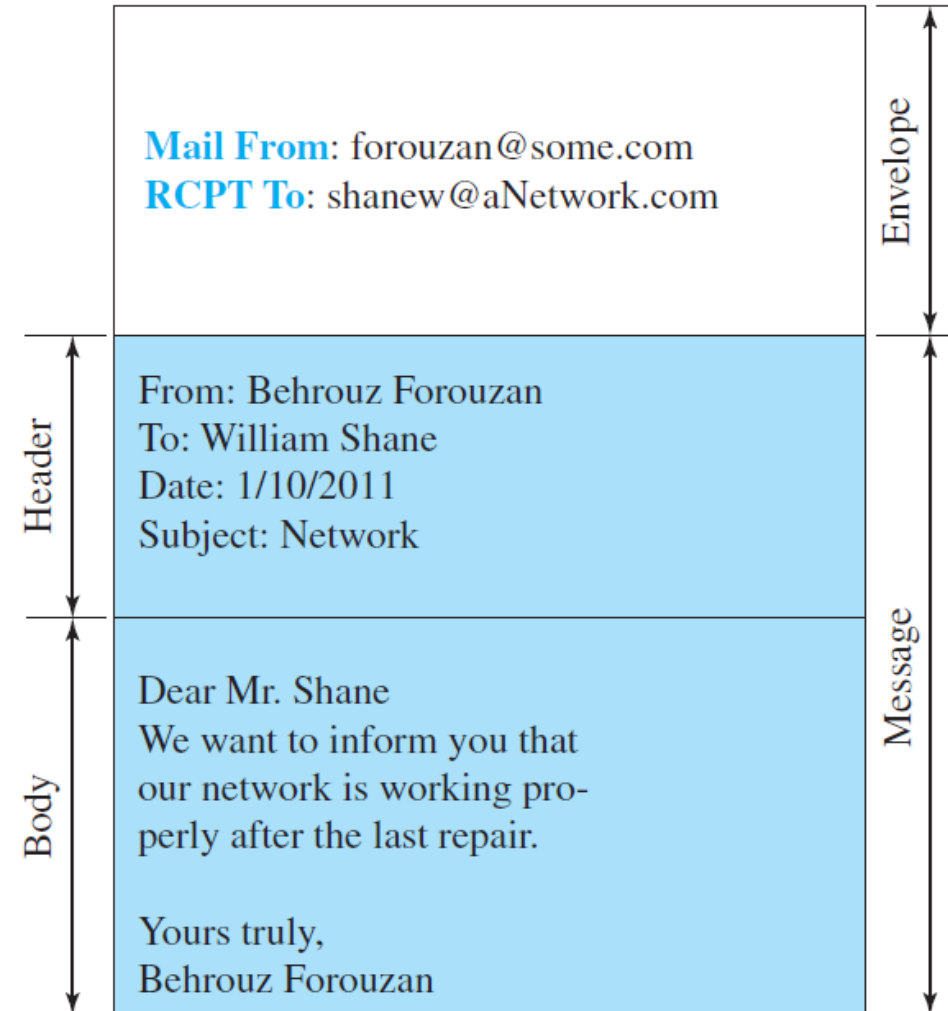 Mail From: forouzan@some.com
RCPT To: shanew@aNetwork.com
Envelope
From: Behrouz Forouzan
To: William Shane
Date: 1/10/2011
Subject: Network
Header
Dear Mr. Shane
We want to inform you that
our network is working pro-
perly after the last repair.
Yours truly,
Behrouz Forouzan
Body
Message